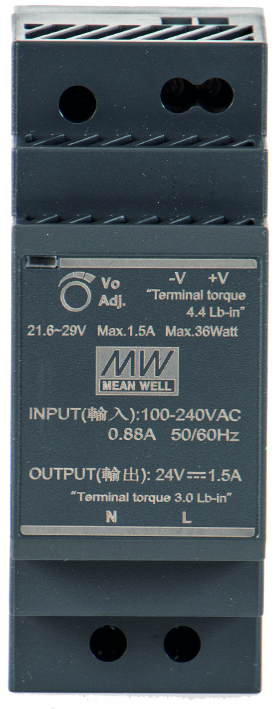 -V +V
Vo
Adj.
"Terminal torque
4.4 Lb-in"
21.6~29V Max.1.5A Max.36Watt
MW
MEAN WELL
INPUT(輸入):100-240VAC
0.88A 50/60Hz
OUTPUT(輸出): 24V⎓1.5A
"Terminal torque 3.0 Lb-in"
N L